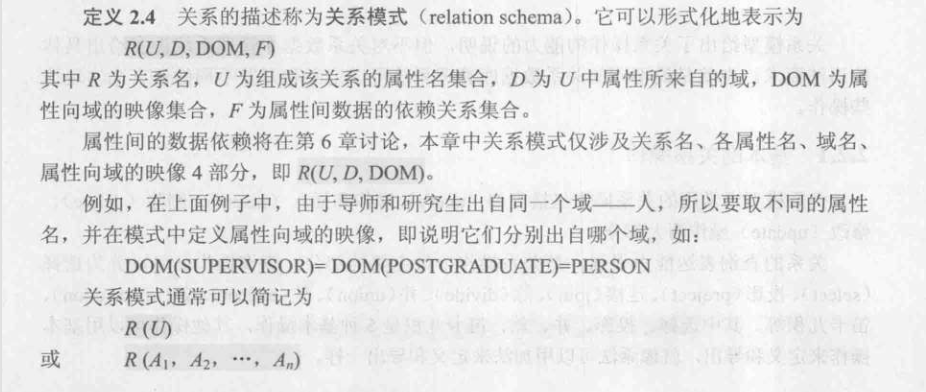 定义 2.4 关系的描述称为关系模式（relation schema）。它可以形式化地表示为
R(U, D, DOM, F)
其中 R 为关系名，U 为组成该关系的属性名集合，D 为 U 中属性所来自的域，DOM 为属
性向域的映像集合，F 为属性间数据的依赖关系集合。
属性间的数据依赖将在第 6 章讨论，本章中关系模式仅涉及关系名、各属性名、域名、
属性向域的映像 4 部分，即 R(U, D, DOM)。
例如，在上面例子中，由于导师和研究生出自同一个域——人，所以要取不同的属性
名，并在模式中定义属性向域的映像，即说明它们分别出自哪个域，如：
DOM(SUPERVISOR)= DOM(POSTGRADUATE)=PERSON
关系模式通常可以简记为
R (U)
或 R (A₁，A₂，…，Aₙ)